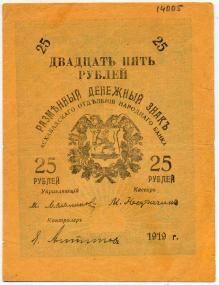 14005
25 25
ДВАДЦАТЬ ПЯТЬ
РУБЛЕЙ
РАЗМѢННЫЙ ДЕНЕЖНЫЙ ЗНАКЪ
АСХАБАДСКАГО ОТДѢЛЕНІЯ НАРОДНАГО БАНКА
25 25
РУБЛЕЙ РУБЛЕЙ
Управляющій Кассиръ
Контролеръ
1919 г.